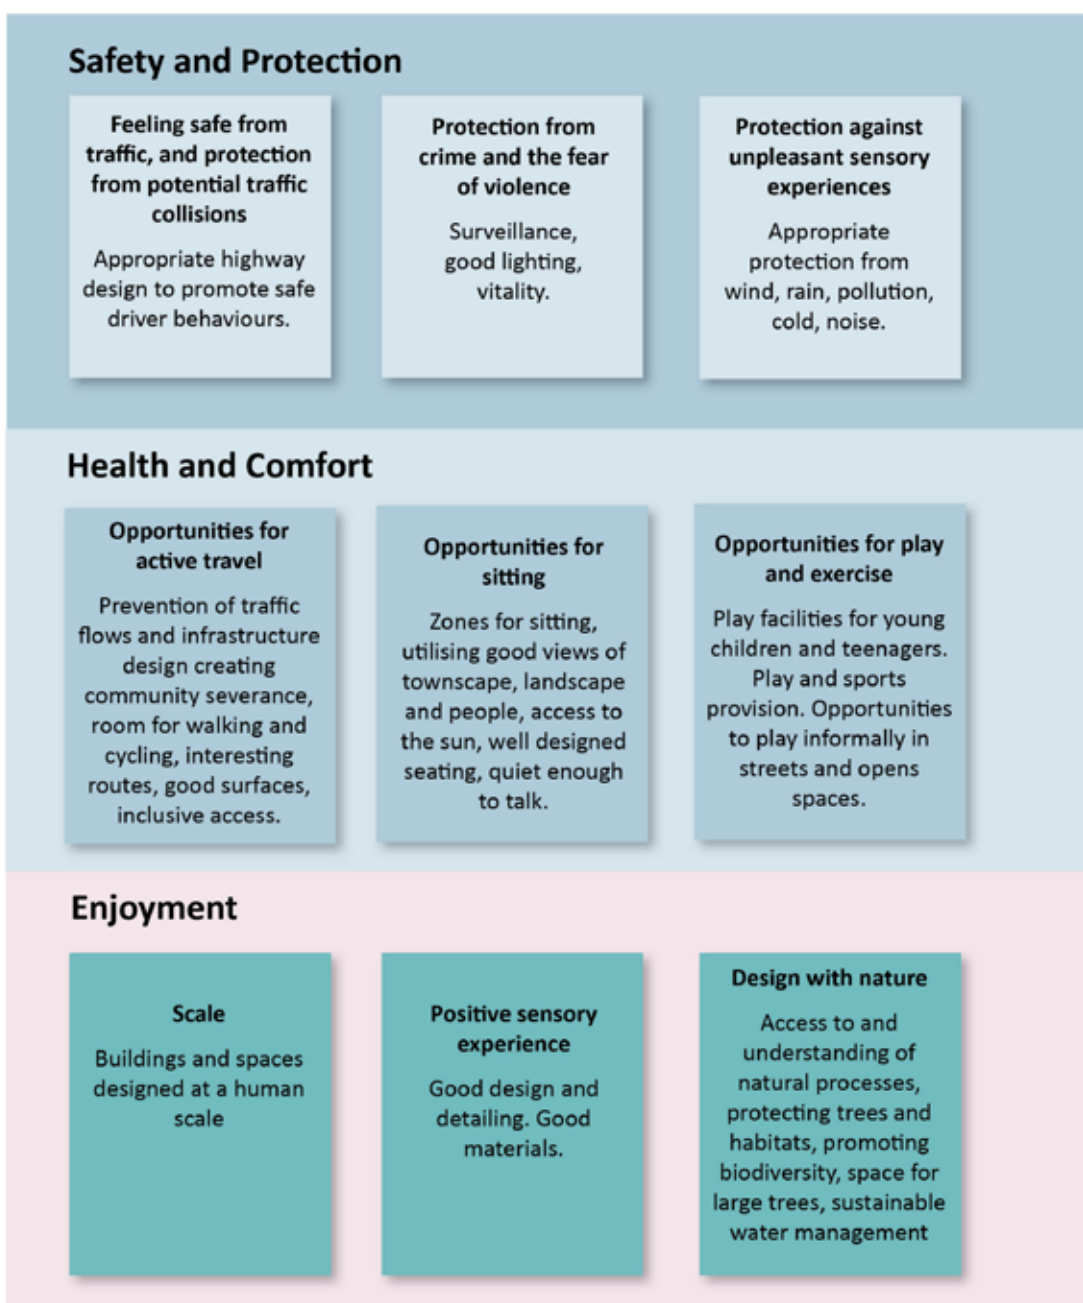 Safety and Protection
Feeling safe from
traffic, and protection
from potential traffic
collisions
Appropriate highway
design to promote safe
driver behaviours.
Protection from
crime and the fear
of violence
Surveillance,
good lighting,
vitality.
Protection against
unpleasant sensory
experiences
Appropriate
protection from
wind, rain, pollution,
cold, noise.
Health and Comfort
Opportunities for
active travel
Prevention of traffic
flows and infrastructure
design creating
community severance,
room for walking and
cycling, interesting
routes, good surfaces,
inclusive access.
Opportunities for
sitting
Zones for sitting,
utilising good views of
townscape, landscape
and people, access to
the sun, well designed
seating, quiet enough
to talk.
Opportunities for play
and exercise
Play facilities for young
children and teenagers.
Play and sports
provision. Opportunities
to play informally in
streets and opens
spaces.
Enjoyment
Scale
Buildings and spaces
designed at a human
scale
Positive sensory
experience
Good design and
detailing. Good
materials.
Design with nature
Access to and
understanding of
natural processes,
protecting trees and
habitats, promoting
biodiversity, space for
large trees, sustainable
water management